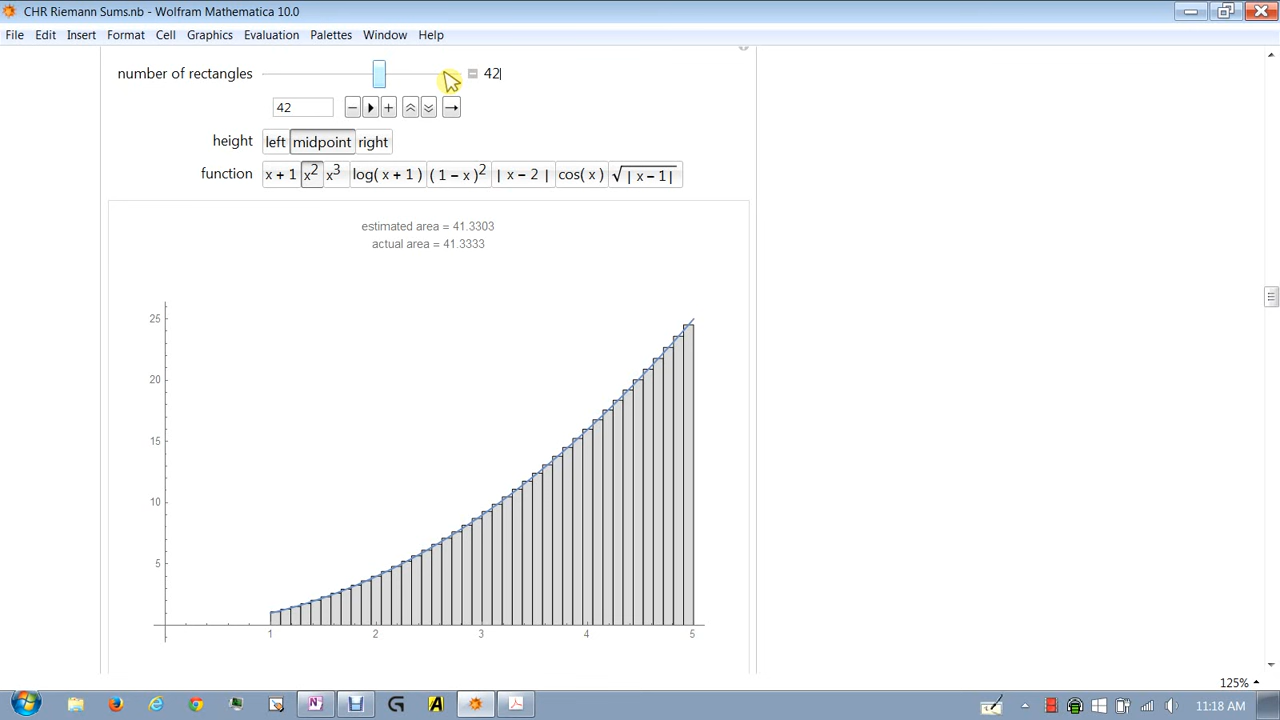 CHR Riemann Sums.nb - Wolfram Mathematica 10.0
File Edit Insert Format Cell Graphics Evaluation Palettes Window Help
number of rectangles 42
42
height left midpoint right
function x + 1 x² x³ log( x + 1 ) ( 1 − x )² | x − 2 | cos( x ) √| x − 1 |
estimated area = 41.3303
actual area = 41.3333
25
20
15
10
5
1 2 3 4 5
125%
11:18 AM